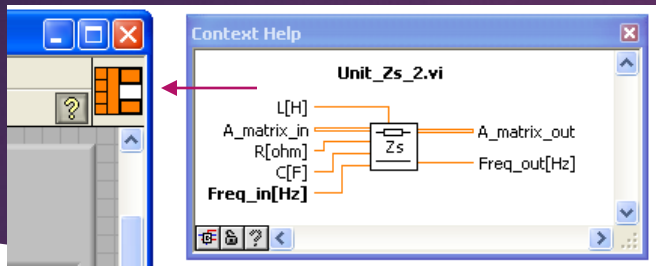 ?
Context Help
Unit_Zs_2.vi
L[H]
A_matrix_in
R[ohm]
C[F]
Freq_in[Hz]
Zs
A_matrix_out
Freq_out[Hz]
?